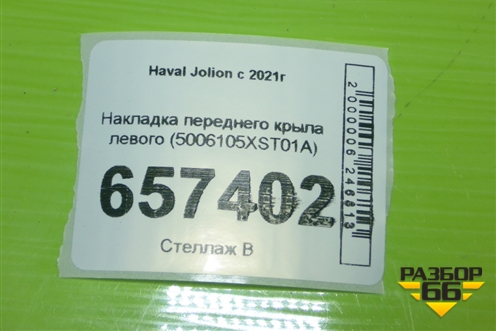 Haval Jolion с 2021г
Накладка переднего крыла
левого (5006105XST01A)
657402
Стеллаж В
2000006246813
РАЗБОР
66